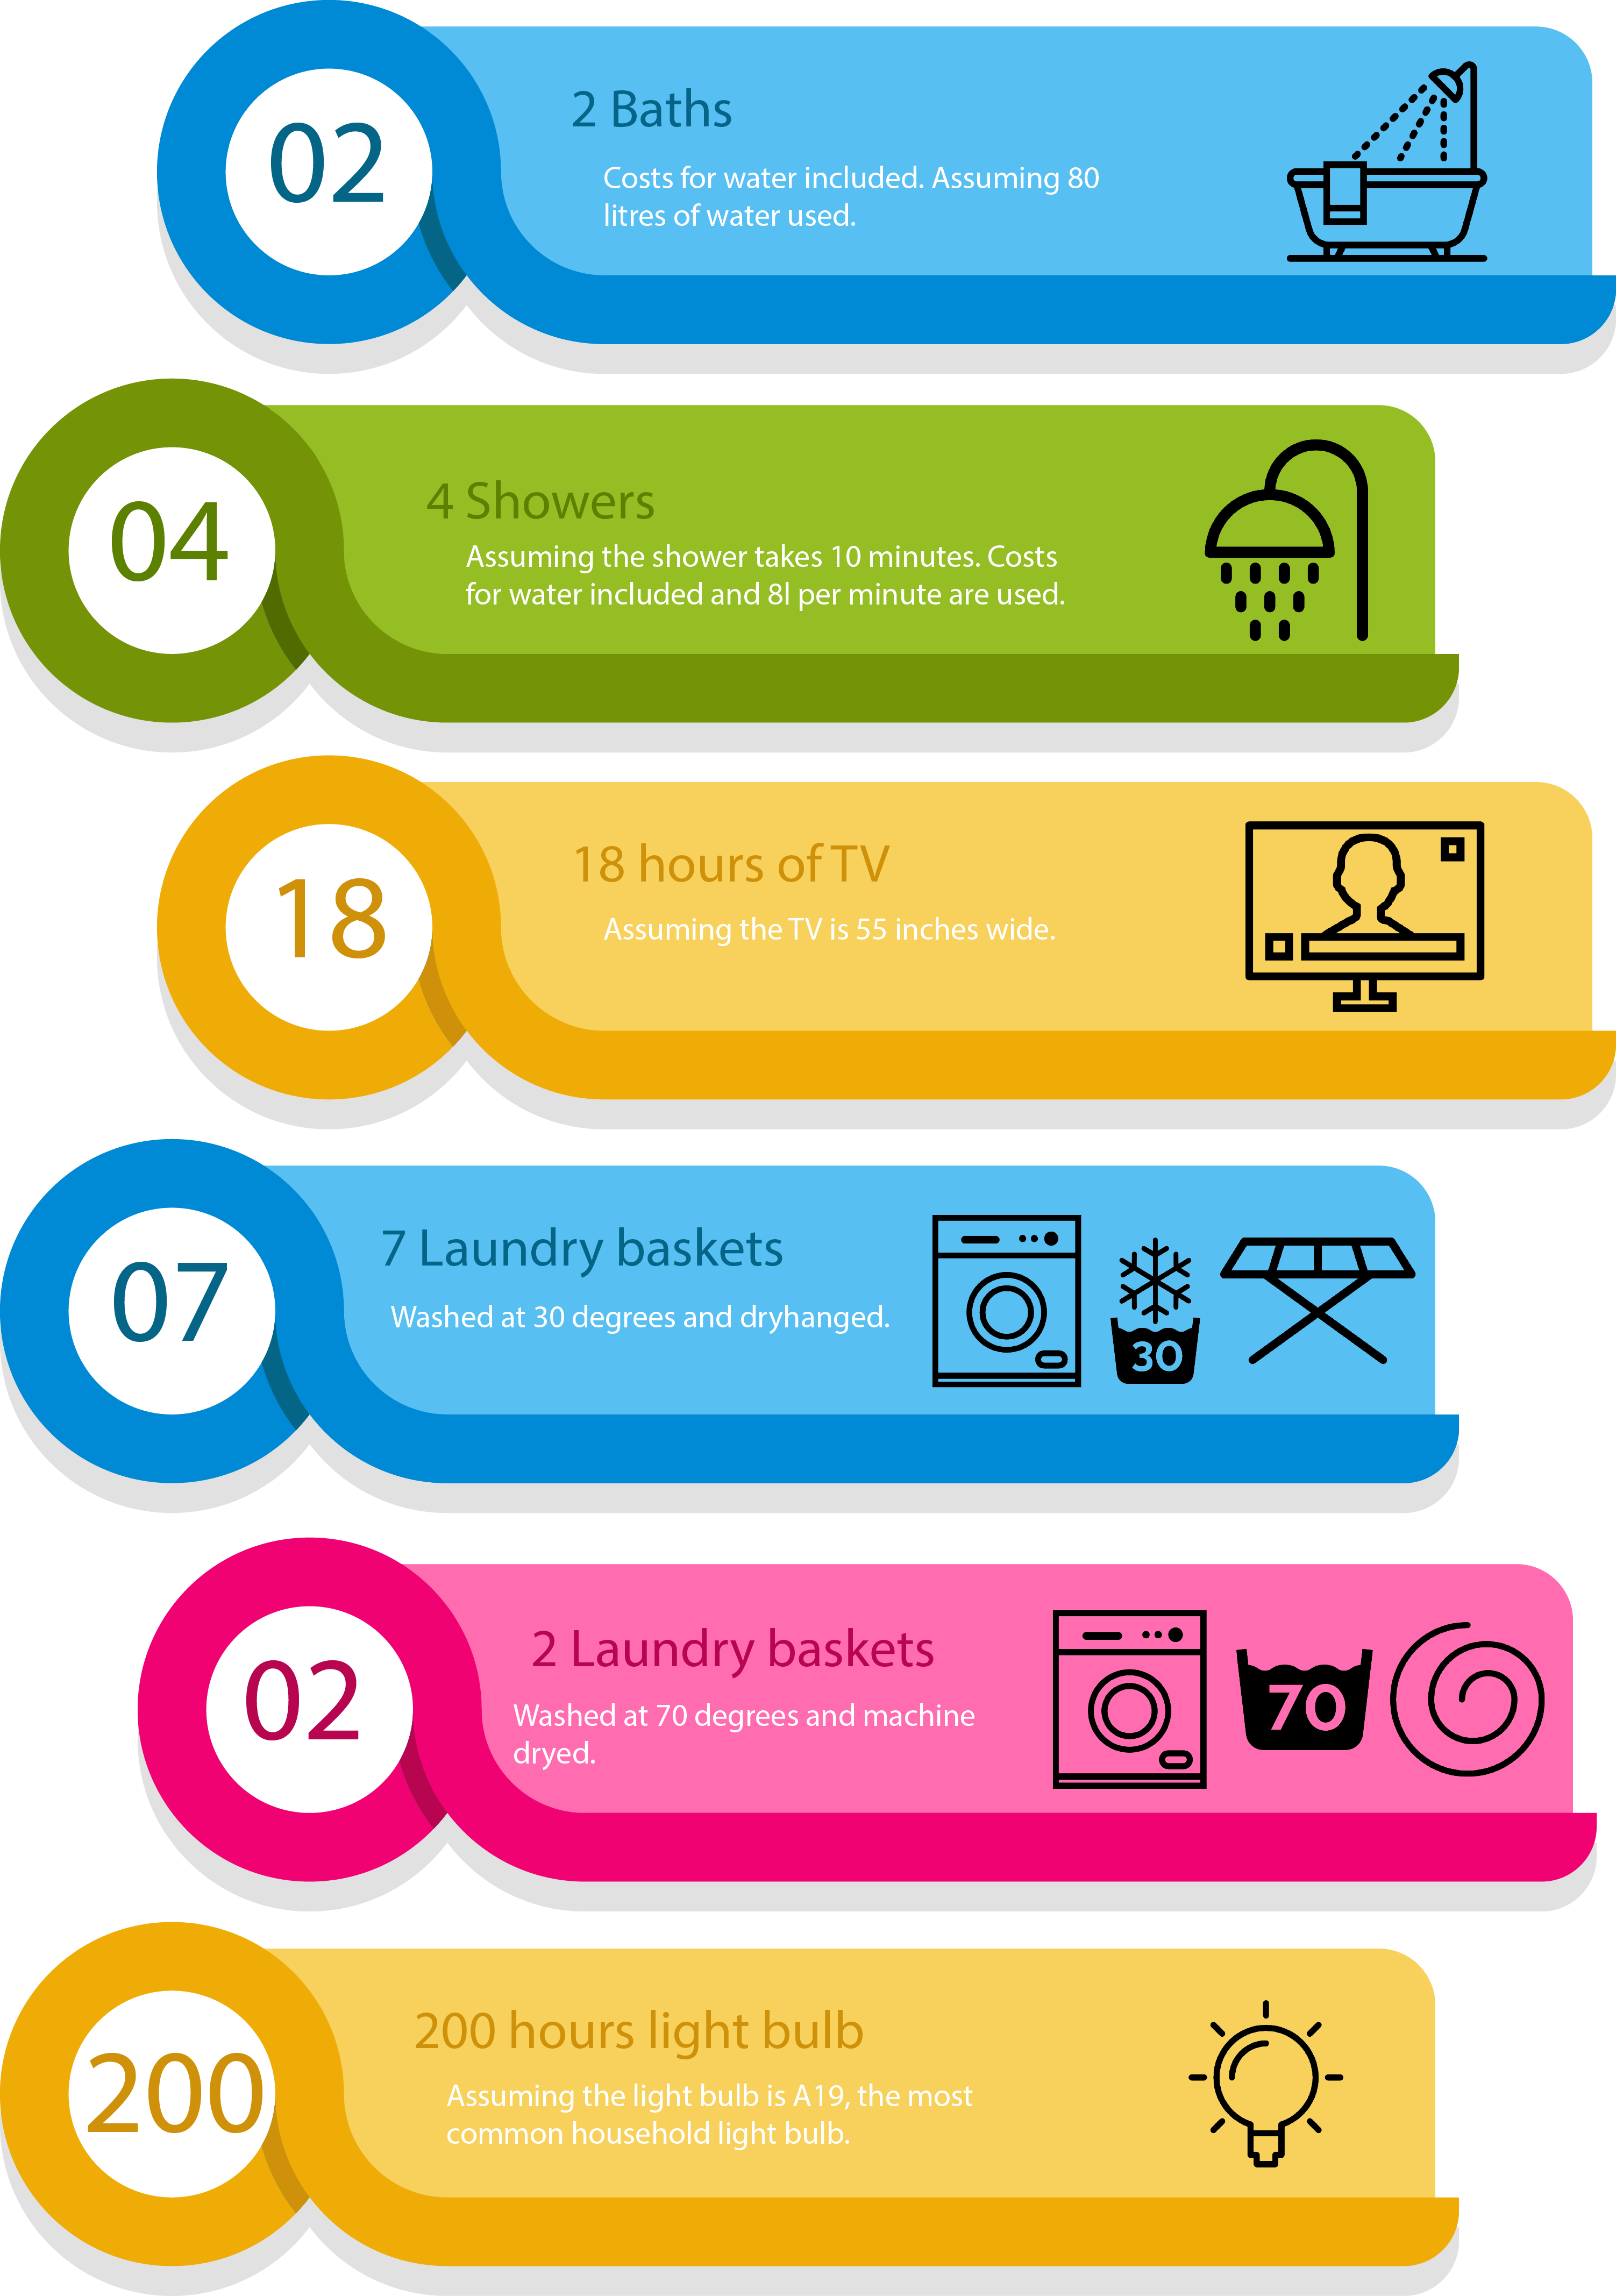 02
2 Baths
Costs for water included. Assuming 80
litres of water used.
04
4 Showers
Assuming the shower takes 10 minutes. Costs
for water included and 8l per minute are used.
18
18 hours of TV
Assuming the TV is 55 inches wide.
07
7 Laundry baskets
Washed at 30 degrees and dryhanged.
30
02
2 Laundry baskets
Washed at 70 degrees and machine
dryed.
70
200
200 hours light bulb
Assuming the light bulb is A19, the most
common household light bulb.